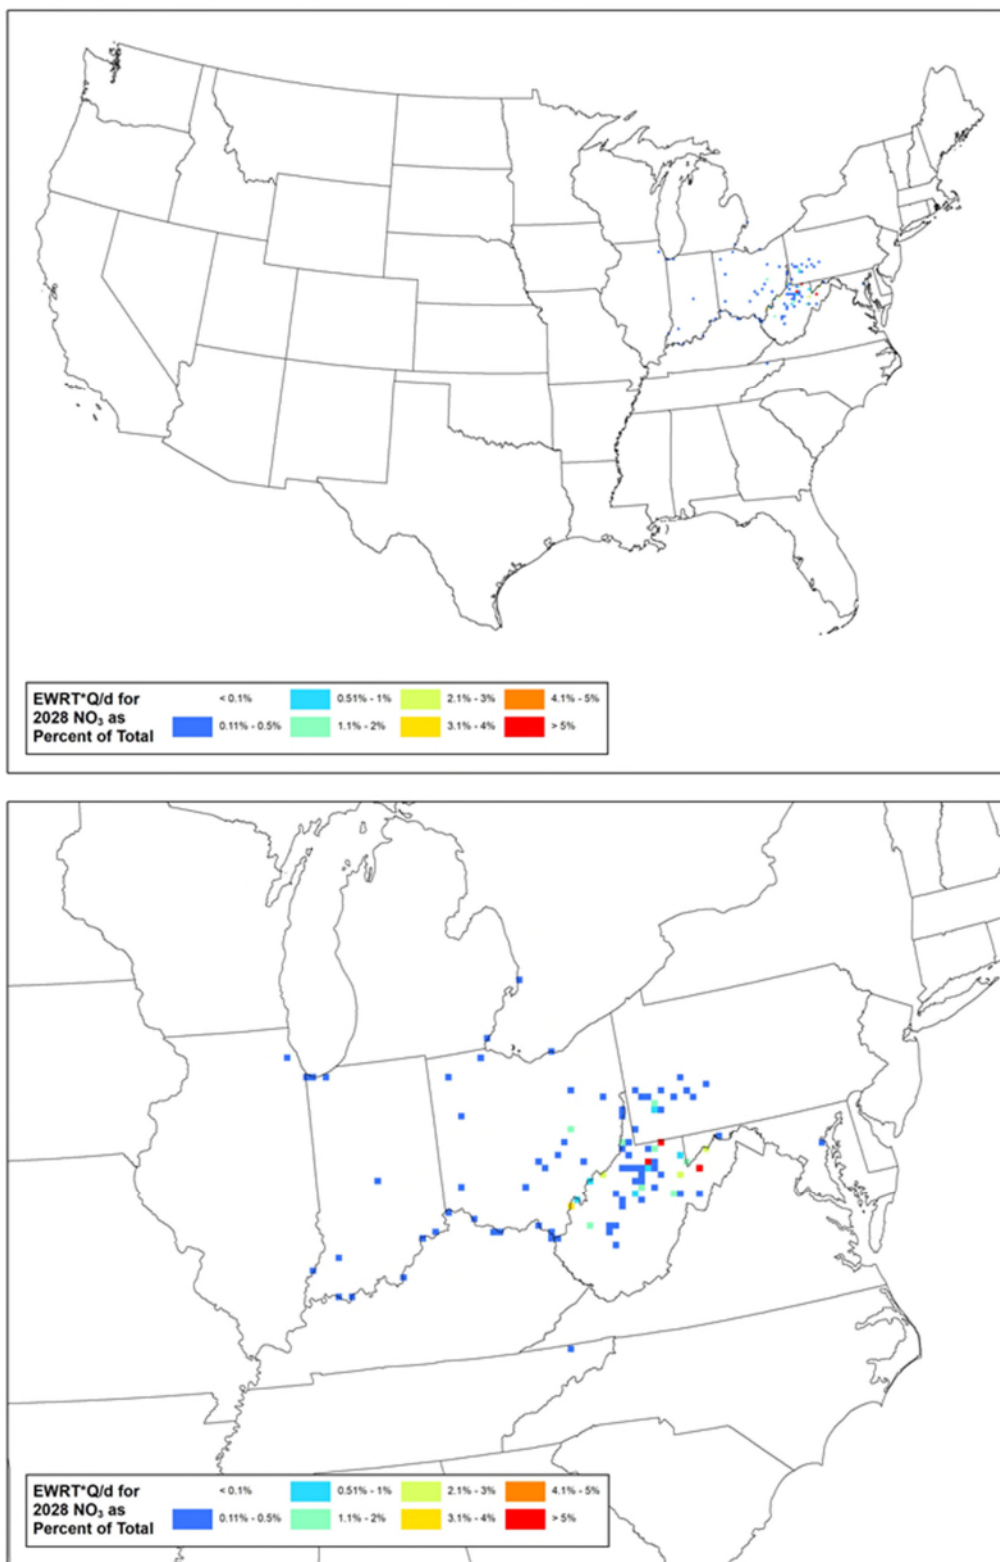 EWRT*Q/d for
2028 NO₃ as
Percent of Total
< 0.1% 0.51% - 1% 2.1% - 3% 4.1% - 5%
0.11% - 0.5% 1.1% - 2% 3.1% - 4% > 5%
EWRT*Q/d for
2028 NO₃ as
Percent of Total
< 0.1% 0.51% - 1% 2.1% - 3% 4.1% - 5%
0.11% - 0.5% 1.1% - 2% 3.1% - 4% > 5%